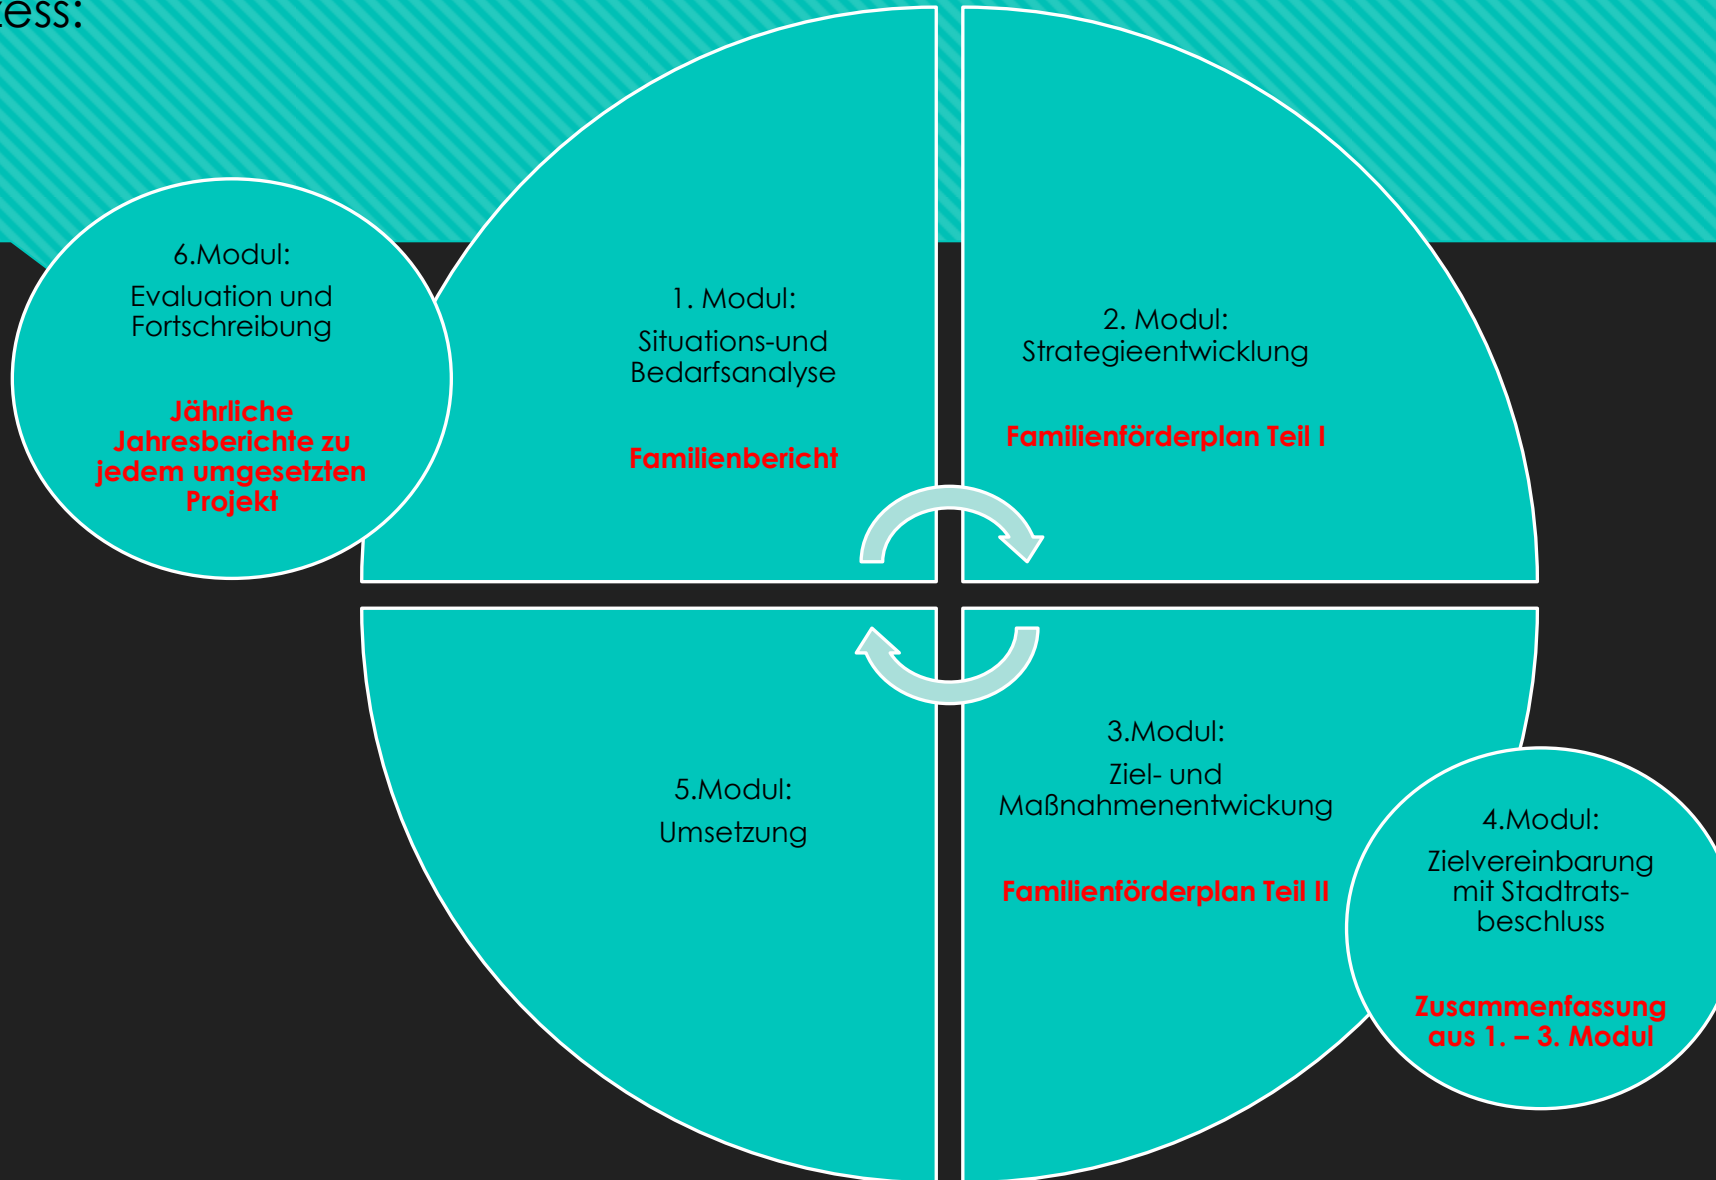 zess:
1. Modul:
Situations-und
Bedarfsanalyse
Familienbericht
2. Modul:
Strategieentwicklung
Familienförderplan Teil I
3.Modul:
Ziel- und
Maßnahmenentwickung
Familienförderplan Teil II
4.Modul:
Zielvereinbarung
mit Stadtrats-
beschluss
Zusammenfassung
aus 1. – 3. Modul
5.Modul:
Umsetzung
6.Modul:
Evaluation und
Fortschreibung
Jährliche
Jahresberichte zu
jedem umgesetzten
Projekt